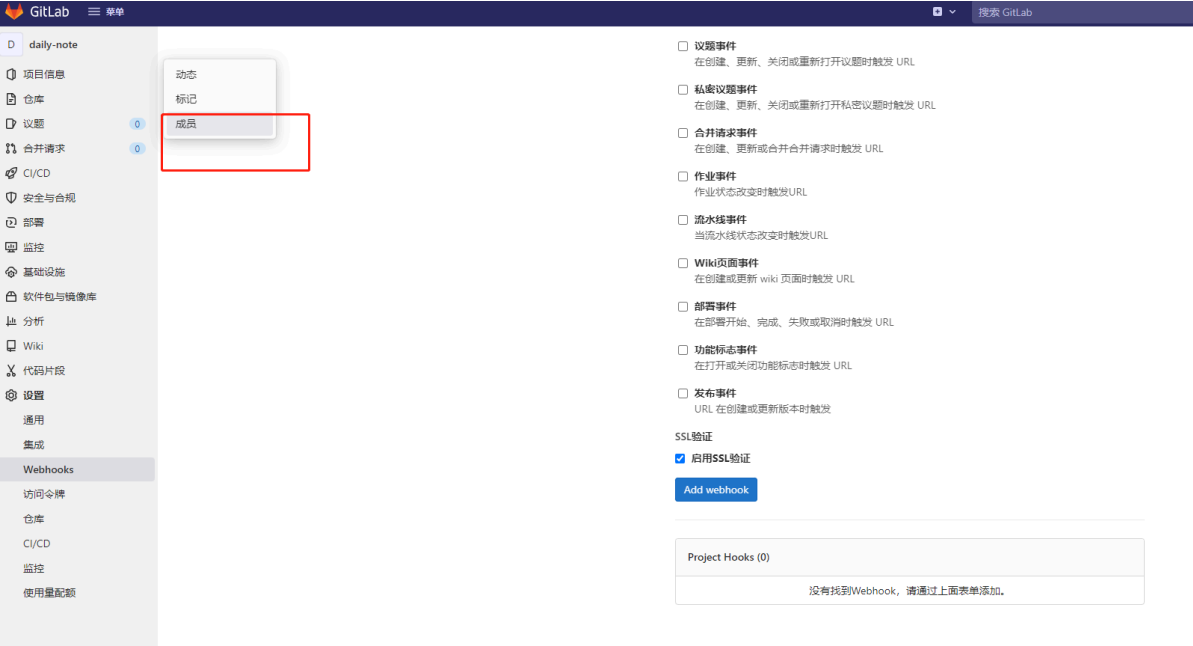 GitLab
菜单
搜索 GitLab
D daily-note
项目信息
仓库
议题 0
合并请求 0
CI/CD
安全与合规
部署
监控
基础设施
软件包与镜像库
分析
Wiki
代码片段
设置
通用
集成
Webhooks
访问令牌
仓库
CI/CD
监控
使用量配额
动态
标记
成员
议题事件
在创建、更新、关闭或重新打开议题时触发 URL
私密议题事件
在创建、更新、关闭或重新打开私密议题时触发 URL
合并请求事件
在创建、更新或合并合并请求时触发 URL
作业事件
作业状态改变时触发URL
流水线事件
当流水线状态改变时触发URL
Wiki页面事件
在创建或更新 wiki 页面时触发 URL
部署事件
在部署开始、完成、失败或取消时触发 URL
功能标志事件
在打开或关闭功能标志时触发 URL
发布事件
URL 在创建或更新版本时触发
SSL验证
启用SSL验证
Add webhook
Project Hooks (0)
没有找到Webhook，请通过上面表单添加。